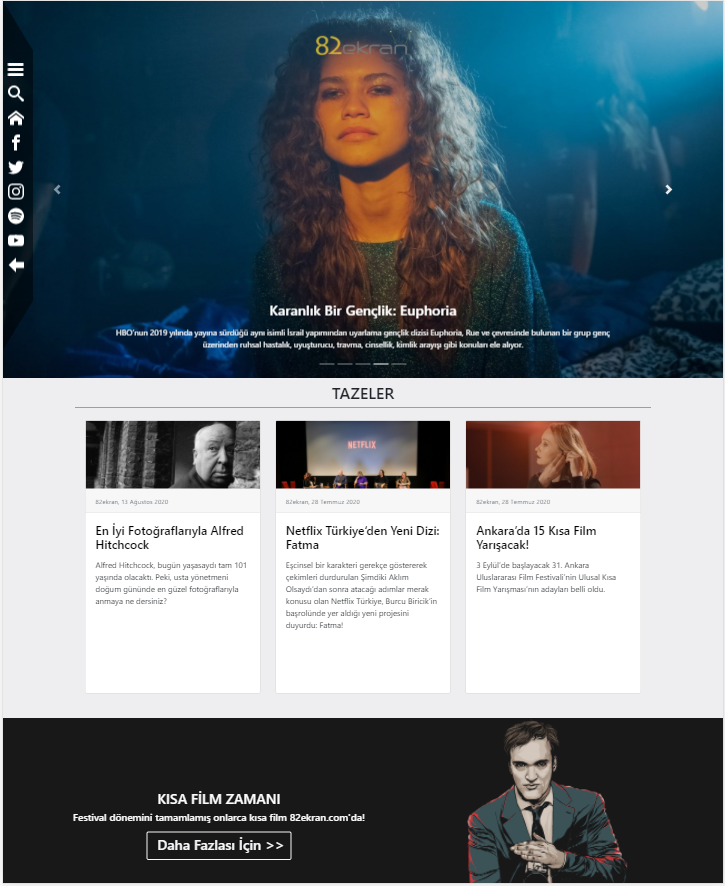 82ekran
Karanlık Bir Gençlik: Euphoria
HBO'nun 2019 yılında yayına sürdüğü aynı isimli İsrail yapımından uyarlama gençlik dizisi Euphoria, Rue ve çevresinde bulunan bir grup genç
üzerinden ruhsal hastalık, uyuşturucu, travma, cinsellik, kimlik arayışı gibi konuları ele alıyor.
TAZELER
82ekran, 13 Ağustos 2020
En İyi Fotoğraflarıyla Alfred
Hitchcock
Alfred Hitchcock, bugün yaşasaydı tam 101
yaşında olacaktı. Peki, usta yönetmeni
doğum gününde en güzel fotoğraflarıyla
anmaya ne dersiniz?
NETFLIX
82ekran, 28 Temmuz 2020
Netflix Türkiye'den Yeni Dizi:
Fatma
Eşcinsel bir karakteri gerekçe göstererek
çekimleri durdurulan Şimdiki Aklım
Olsaydı'dan sonra atacağı adımlar merak
konusu olan Netflix Türkiye, Burcu Biricik'in
başrolünde yer aldığı yeni projesini
duyurdu: Fatma!
82ekran, 28 Temmuz 2020
Ankara'da 15 Kısa Film
Yarışacak!
3 Eylül'de başlayacak 31. Ankara
Uluslararası Film Festivali'nin Ulusal Kısa
Film Yarışması'nın adayları belli oldu.
KISA FİLM ZAMANI
Festival dönemini tamamlamış onlarca kısa film 82ekran.com'da!
Daha Fazlası İçin >>